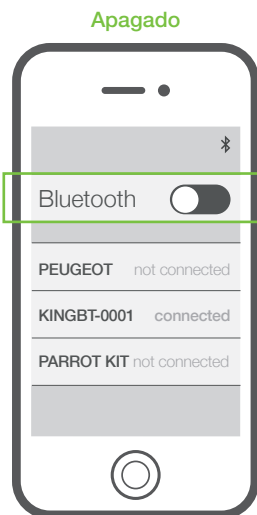 Apagado
Bluetooth
PEUGEOT not connected
KINGBT-0001 connected
PARROT KIT not connected